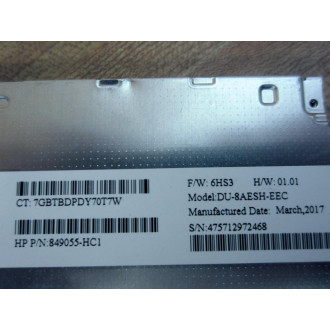 CT: 7GBTBDPDY70T7W
HP P/N:849055-HC1
F/W: 6HS3 H/W: 01.01
Model:DU-8AESH-EEC
Manufactured Date: March,2017
S/N:475712972468